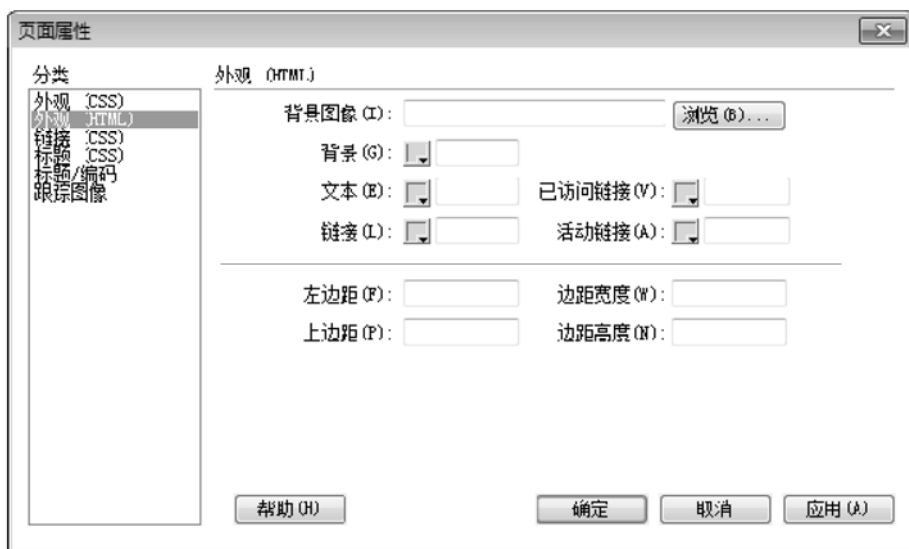 页面属性
分类
外观 (CSS)
外观 (HTML)
链接 (CSS)
标题 (CSS)
标题/编码
跟踪图像
外观 (HTML)
背景图像(I): 浏览(B)...
背景(G):
文本(E): 已访问链接(V):
链接(L): 活动链接(A):
左边距(F): 边距宽度(W):
上边距(P): 边距高度(N):
帮助(H) 确定 取消 应用(A)